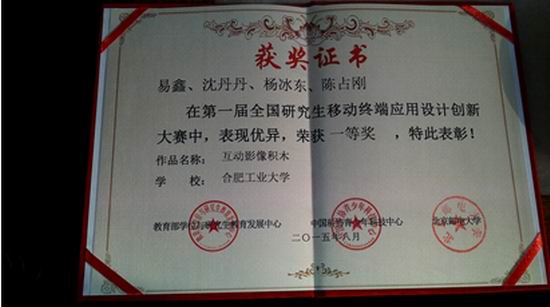 获奖证书
易鑫、沈丹丹、杨冰东、陈占刚
在第一届全国研究生移动终端应用设计创新
大赛中，表现优异，荣获 一等奖 ，特此表彰！
作品名称： 互动影像积木
学 校： 合肥工业大学
教育部学位与研究生教育发展中心 中国科协青少年科技中心 北京邮电大学
二〇一五年八月